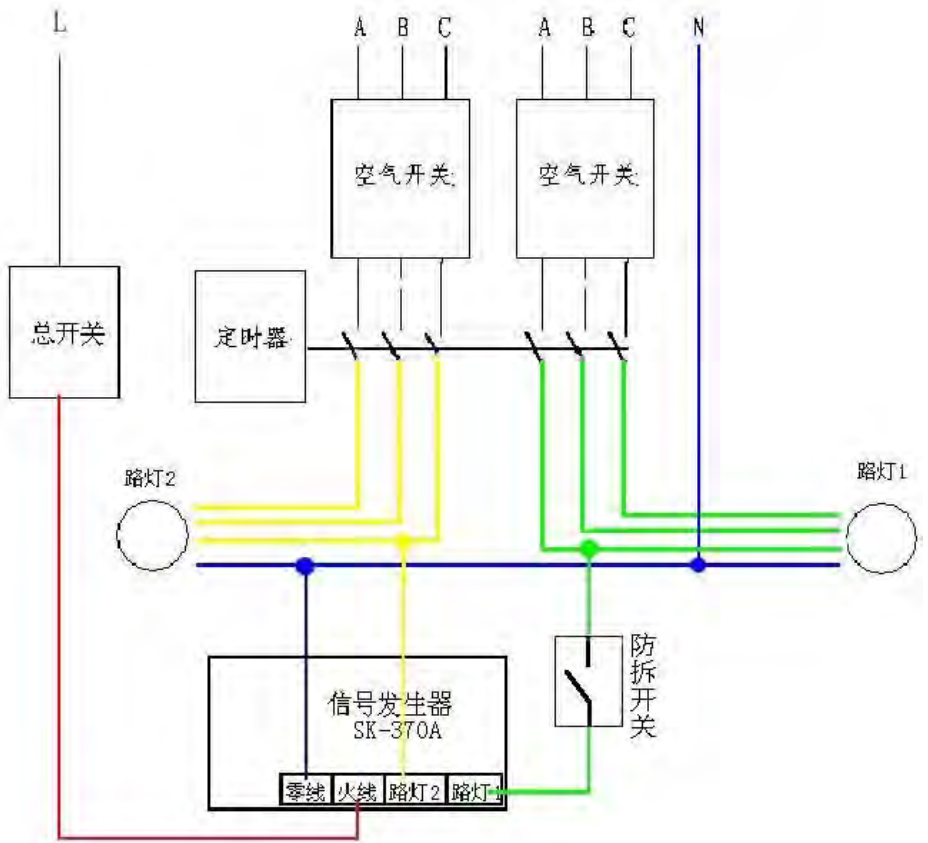 L
A B C
A B C
N
空气开关
空气开关
总开关
定时器
路灯2
路灯1
防拆开关
信号发生器
SK-370A
零线
火线
路灯2
路灯1